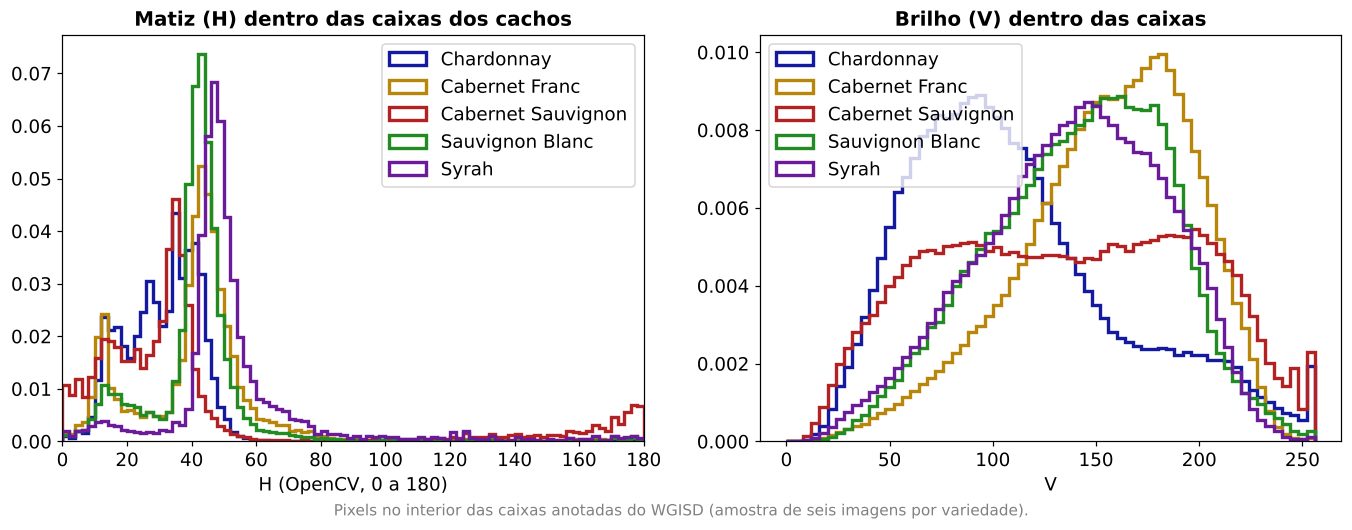 Matiz (H) dentro das caixas dos cachos
0.07
0.06
0.05
0.04
0.03
0.02
0.01
0.00
Chardonnay
Cabernet Franc
Cabernet Sauvignon
Sauvignon Blanc
Syrah
0 20 40 60 80 100 120 140 160 180
H (OpenCV, 0 a 180)
Brilho (V) dentro das caixas
0.010
0.008
0.006
0.004
0.002
0.000
Chardonnay
Cabernet Franc
Cabernet Sauvignon
Sauvignon Blanc
Syrah
0 50 100 150 200 250
V
Pixels no interior das caixas anotadas do WGISD (amostra de seis imagens por variedade).